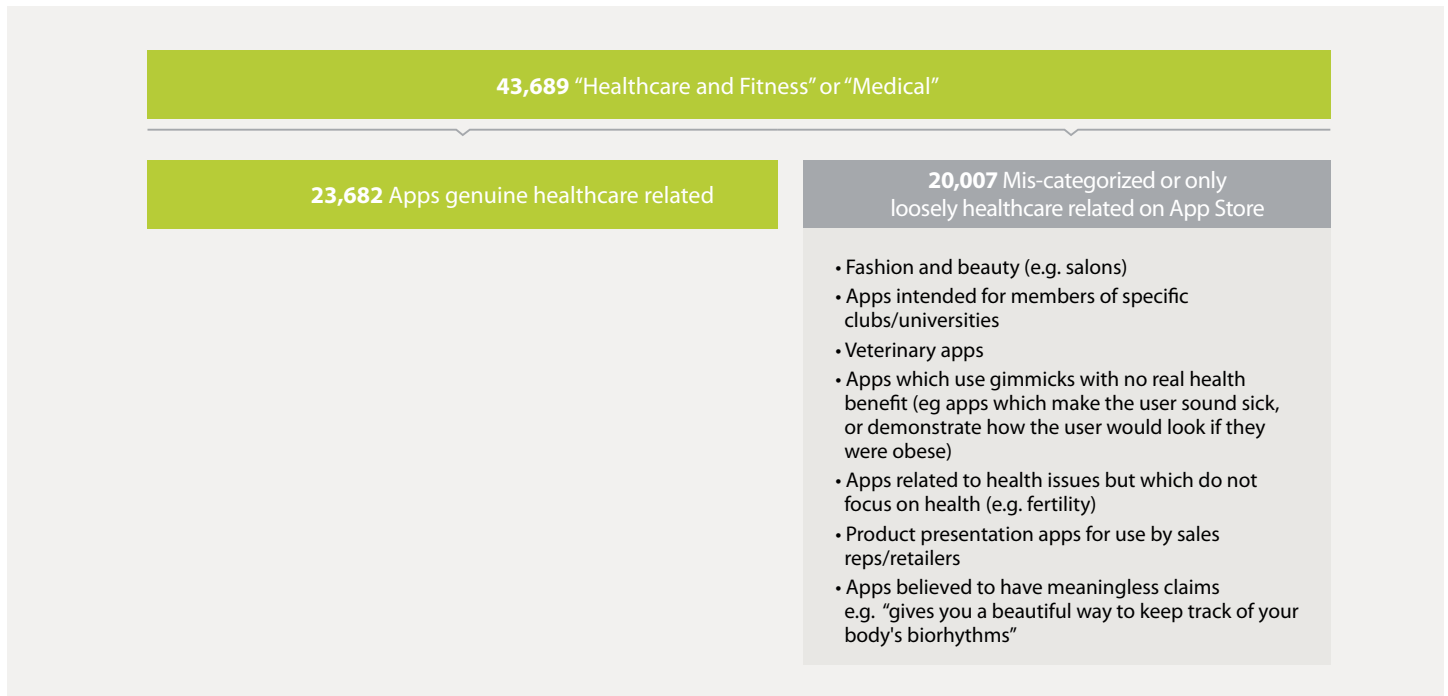 43,689 “Healthcare and Fitness” or “Medical”
23,682 Apps genuine healthcare related
20,007 Mis-categorized or only
loosely healthcare related on App Store
• Fashion and beauty (e.g. salons)
• Apps intended for members of specific
clubs/universities
• Veterinary apps
• Apps which use gimmicks with no real health
benefit (eg apps which make the user sound sick,
or demonstrate how the user would look if they
were obese)
• Apps related to health issues but which do not
focus on health (e.g. fertility)
• Product presentation apps for use by sales
reps/retailers
• Apps believed to have meaningless claims
e.g. “gives you a beautiful way to keep track of your
body's biorhythms”